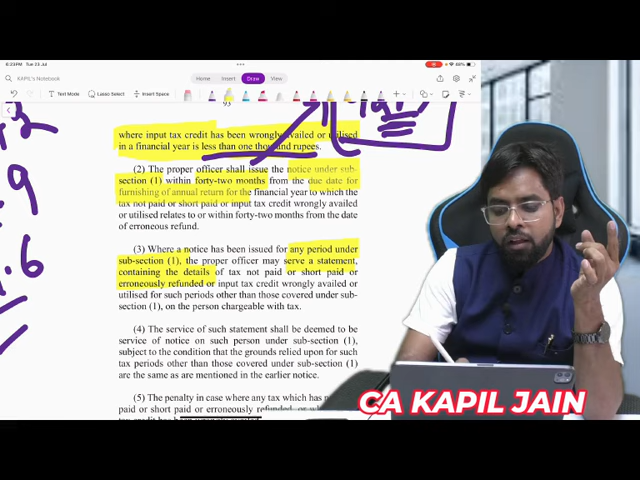 8:23 PM Tue 23 Jul
68%
KAPIL's Notebook
Home Insert Draw View
Text Mode Lasso Select Insert Space
93
where input tax credit has been wrongly availed or utilised
in a financial year is less than one thousand rupees.
(2) The proper officer shall issue the notice under sub-
section (1) within forty-two months from the due date for
furnishing of annual return for the financial year to which the
tax not paid or short paid or input tax credit wrongly availed
or utilised relates to or within forty-two months from the date
of erroneous refund.
(3) Where a notice has been issued for any period under
sub-section (1), the proper officer may serve a statement,
containing the details of tax not paid or short paid or
erroneously refunded or input tax credit wrongly availed or
utilised for such periods other than those covered under sub-
section (1), on the person chargeable with tax.
(4) The service of such statement shall be deemed to be
service of notice on such person under sub-section (1),
subject to the condition that the grounds relied upon for such
tax periods other than those covered under sub-section (1)
are the same as are mentioned in the earlier notice.
(5) The penalty in case where any tax which has
paid or short paid or erroneously refunded, or
CA KAPIL JAIN